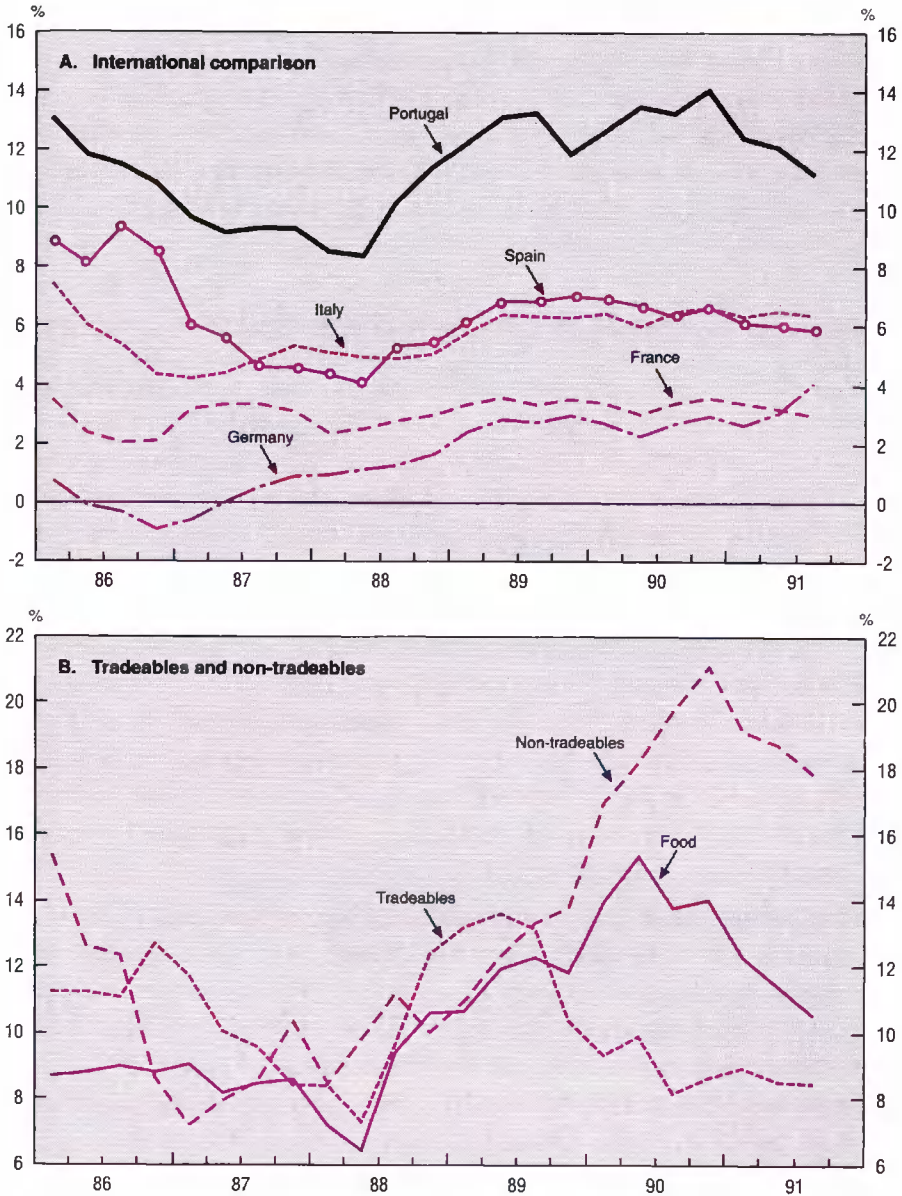 % %
A. International comparison
16 16
14 14
12 12
10 10
8 8
6 6
4 4
2 2
0 0
-2 -2
Portugal
Spain
Italy
France
Germany
86 87 88 89 90 91
% %
B. Tradeables and non-tradeables
22 22
20 20
18 18
16 16
14 14
12 12
10 10
8 8
6 6
Non-tradeables
Food
Tradeables
86 87 88 89 90 91